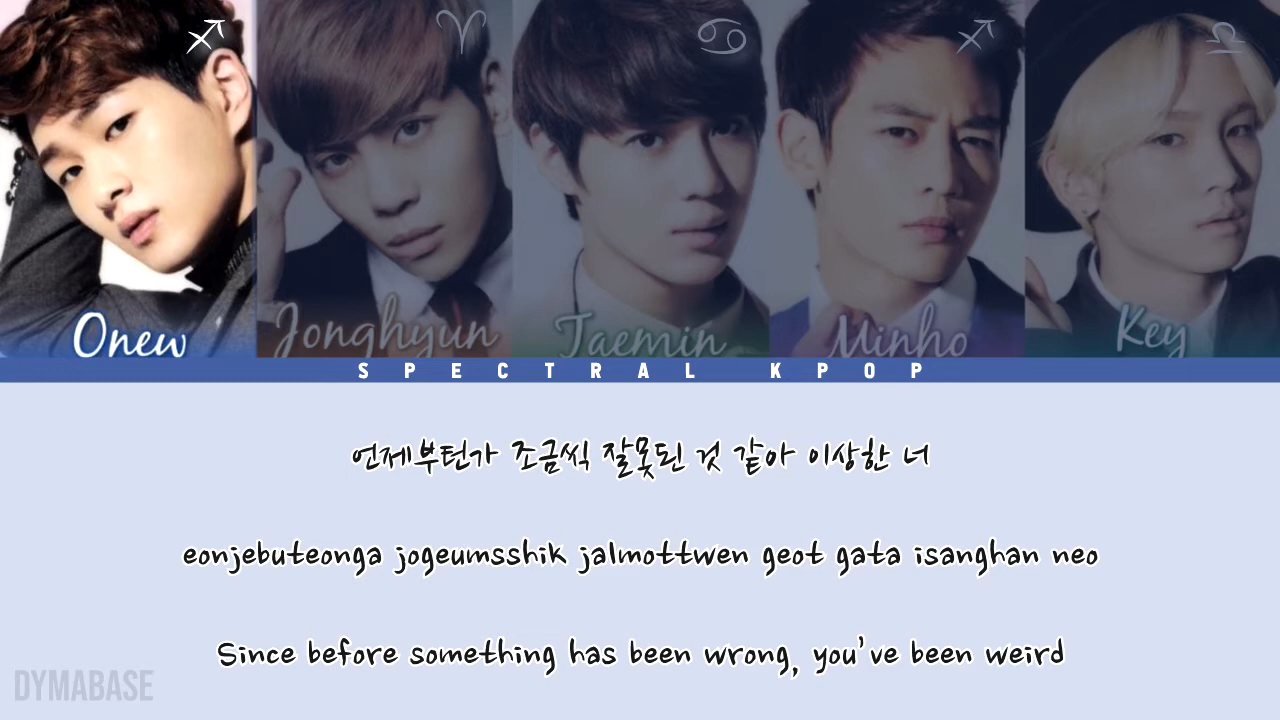 Onew Jonghyun Taemin Minho Key
SPECTRAL KPOP
언제부턴가 조금씩 잘못된 것 같아 이상한 너
eonjebuteonga jogeumsshik jalmottwen geot gata isanghan neo
Since before something has been wrong, you've been weird
DYMABASE